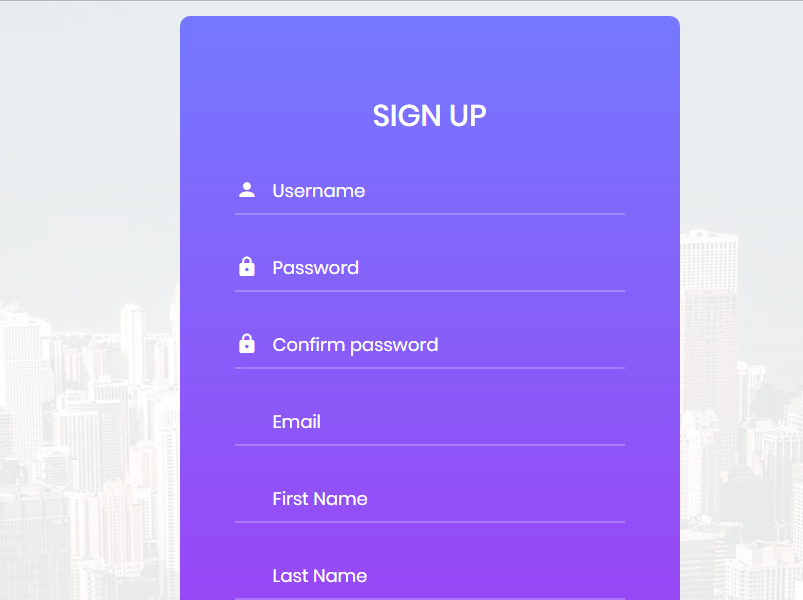 SIGN UP
Username
Password
Confirm password
Email
First Name
Last Name